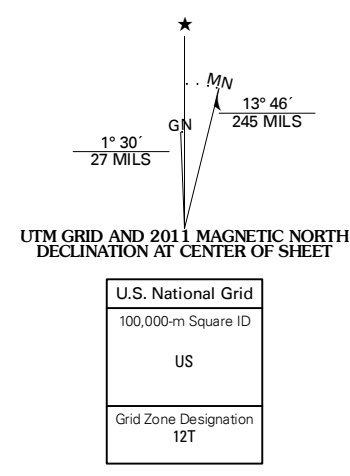 ★
MN
GN
13° 46´
245 MILS
1° 30´
27 MILS
UTM GRID AND 2011 MAGNETIC NORTH
DECLINATION AT CENTER OF SHEET
U.S. National Grid
100,000-m Square ID
US
Grid Zone Designation
12T